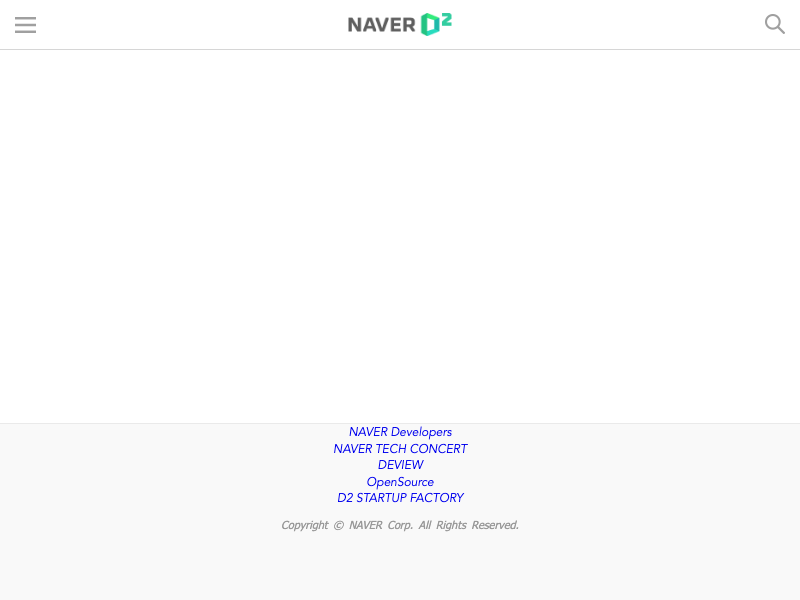 NAVER D2
NAVER Developers
NAVER TECH CONCERT
DEVIEW
OpenSource
D2 STARTUP FACTORY
Copyright © NAVER Corp. All Rights Reserved.